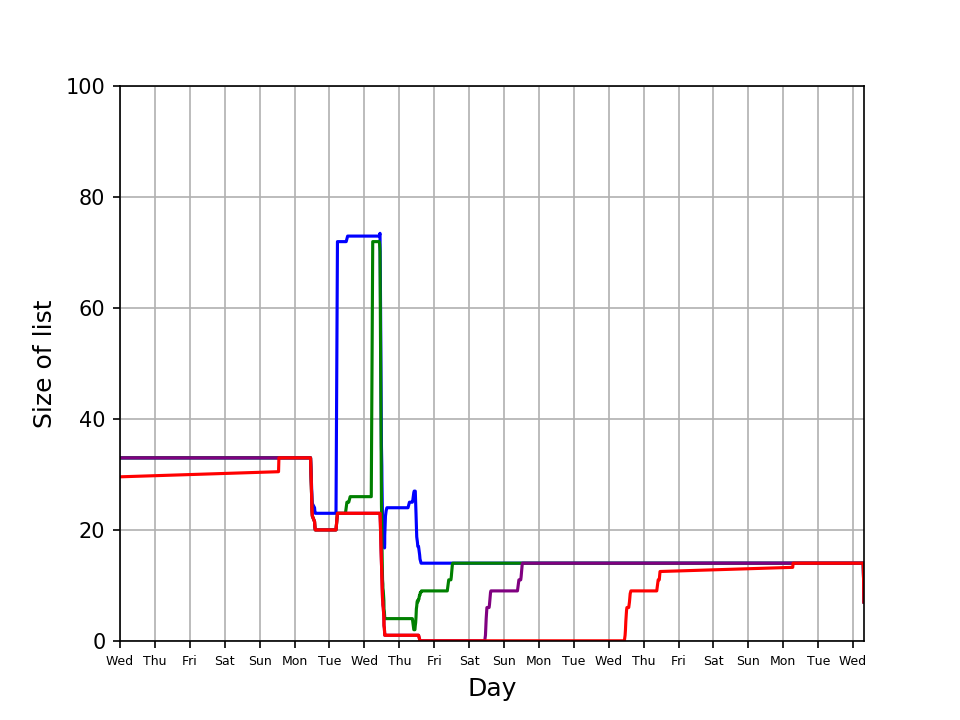 100
80
60
40
20
0
Size of list
Wed Thu Fri Sat Sun Mon Tue Wed Thu Fri Sat Sun Mon Tue Wed Thu Fri Sat Sun Mon Tue Wed
Day